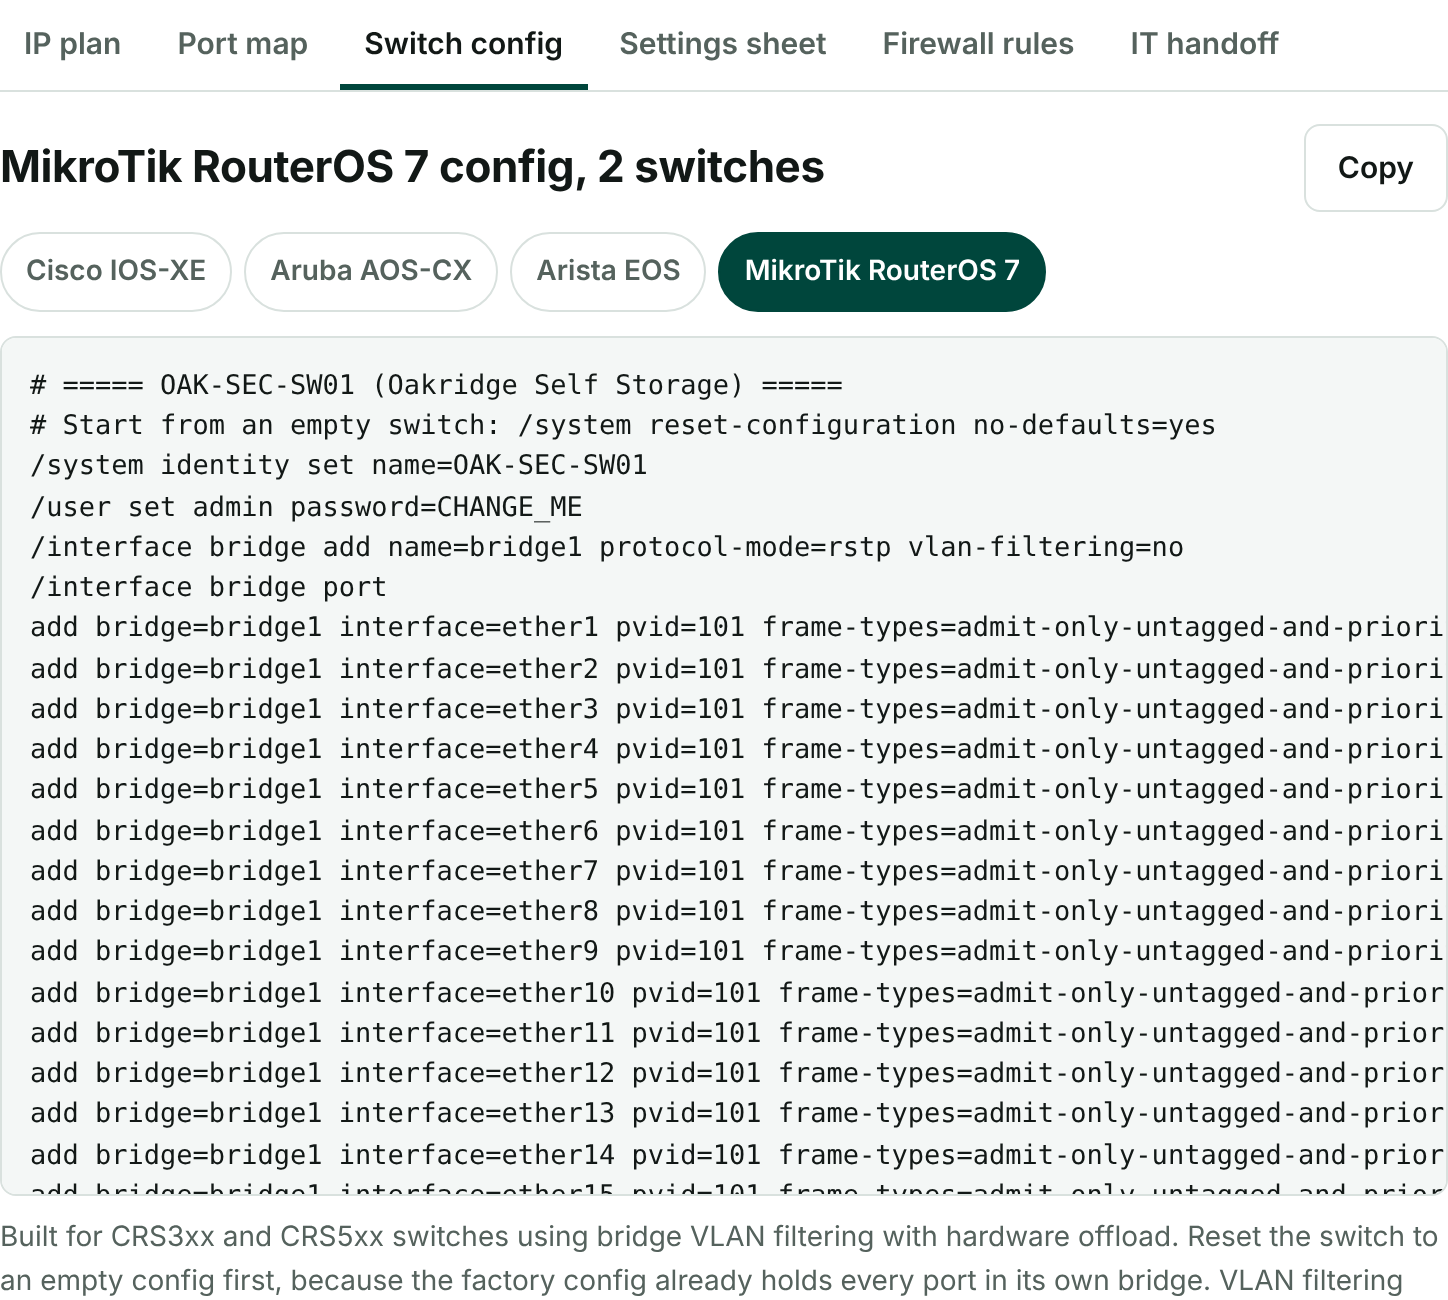 IP plan Port map Switch config Settings sheet Firewall rules IT handoff
MikroTik RouterOS 7 config, 2 switches
Copy
Cisco IOS-XE Aruba AOS-CX Arista EOS MikroTik RouterOS 7
# ===== OAK-SEC-SW01 (Oakridge Self Storage) =====
# Start from an empty switch: /system reset-configuration no-defaults=yes
/system identity set name=OAK-SEC-SW01
/user set admin password=CHANGE_ME
/interface bridge add name=bridge1 protocol-mode=rstp vlan-filtering=no
/interface bridge port
add bridge=bridge1 interface=ether1 pvid=101 frame-types=admit-only-untagged-and-priori
add bridge=bridge1 interface=ether2 pvid=101 frame-types=admit-only-untagged-and-priori
add bridge=bridge1 interface=ether3 pvid=101 frame-types=admit-only-untagged-and-priori
add bridge=bridge1 interface=ether4 pvid=101 frame-types=admit-only-untagged-and-priori
add bridge=bridge1 interface=ether5 pvid=101 frame-types=admit-only-untagged-and-priori
add bridge=bridge1 interface=ether6 pvid=101 frame-types=admit-only-untagged-and-priori
add bridge=bridge1 interface=ether7 pvid=101 frame-types=admit-only-untagged-and-priori
add bridge=bridge1 interface=ether8 pvid=101 frame-types=admit-only-untagged-and-priori
add bridge=bridge1 interface=ether9 pvid=101 frame-types=admit-only-untagged-and-priori
add bridge=bridge1 interface=ether10 pvid=101 frame-types=admit-only-untagged-and-prior
add bridge=bridge1 interface=ether11 pvid=101 frame-types=admit-only-untagged-and-prior
add bridge=bridge1 interface=ether12 pvid=101 frame-types=admit-only-untagged-and-prior
add bridge=bridge1 interface=ether13 pvid=101 frame-types=admit-only-untagged-and-prior
add bridge=bridge1 interface=ether14 pvid=101 frame-types=admit-only-untagged-and-prior
add bridge=bridge1 interface=ether15 pvid=101 frame-types=admit-only-untagged-and-prior
Built for CRS3xx and CRS5xx switches using bridge VLAN filtering with hardware offload. Reset the switch to
an empty config first, because the factory config already holds every port in its own bridge. VLAN filtering